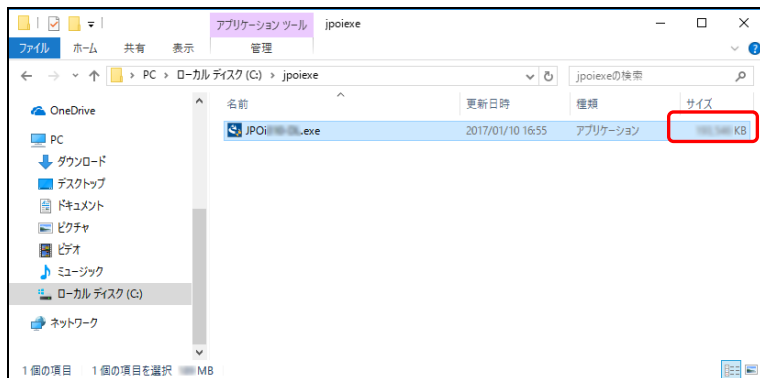 アプリケーション ツール jpoiexe
ファイル ホーム 共有 表示 管理
PC › ローカル ディスク (C:) › jpoiexe jpoiexeの検索
名前 更新日時 種類 サイズ
JPOi .exe 2017/01/10 16:55 アプリケーション KB
OneDrive
PC
ダウンロード
デスクトップ
ドキュメント
ピクチャ
ビデオ
ミュージック
ローカル ディスク (C:)
ネットワーク
1 個の項目 1 個の項目を選択 MB